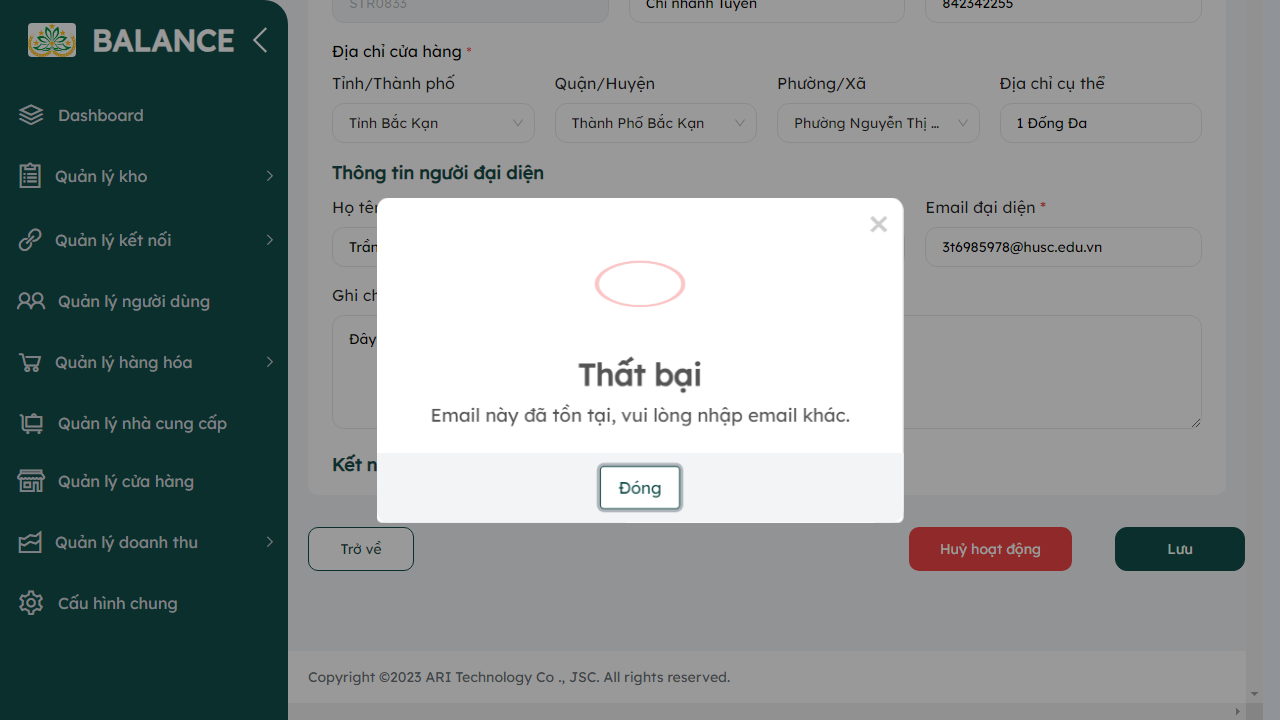 BALANCE
Dashboard
Quản lý kho
Quản lý kết nối
Quản lý người dùng
Quản lý hàng hóa
Quản lý nhà cung cấp
Quản lý cửa hàng
Quản lý doanh thu
Cấu hình chung
STR0833
Chi nhánh Tuyến
842342255
Địa chỉ cửa hàng *
Tỉnh/Thành phố
Quận/Huyện
Phường/Xã
Địa chỉ cụ thể
Tỉnh Bắc Kạn
Thành Phố Bắc Kạn
Phường Nguyễn Thị ...
1 Đống Đa
Thông tin người đại diện
Họ tê
Email đại diện *
Trần
3t6985978@husc.edu.vn
Ghi ch
Đây
Kết n
×
Thất bại
Email này đã tồn tại, vui lòng nhập email khác.
Đóng
Trở về
Huỷ hoạt động
Lưu
Copyright ©2023 ARI Technology Co ., JSC. All rights reserved.